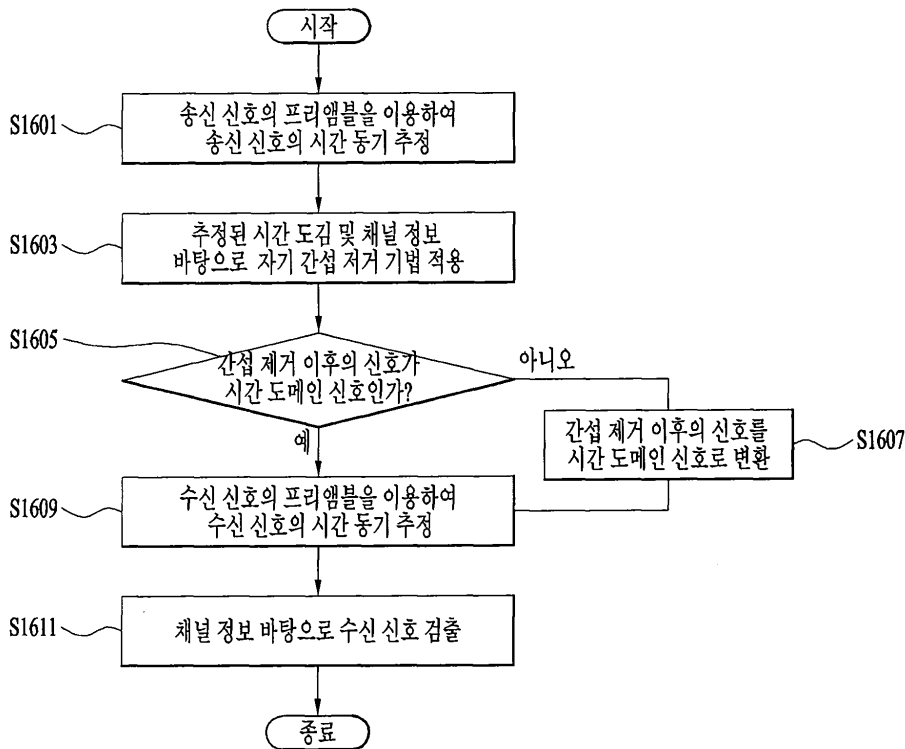 시작
S1601
송신 신호의 프리앰블을 이용하여
송신 신호의 시간 동기 추정
S1603
추정된 시간 도김 및 채널 정보
바탕으로 자기 간섭 저거 기법 적용
S1605
간섭 제거 이후의 신호가
시간 도메인 신호인가?
아니오
예
간섭 제거 이후의 신호를
시간 도메인 신호로 변환
S1607
S1609
수신 신호의 프리앰블을 이용하여
수신 신호의 시간 동기 추정
S1611
채널 정보 바탕으로 수신 신호 검출
종료